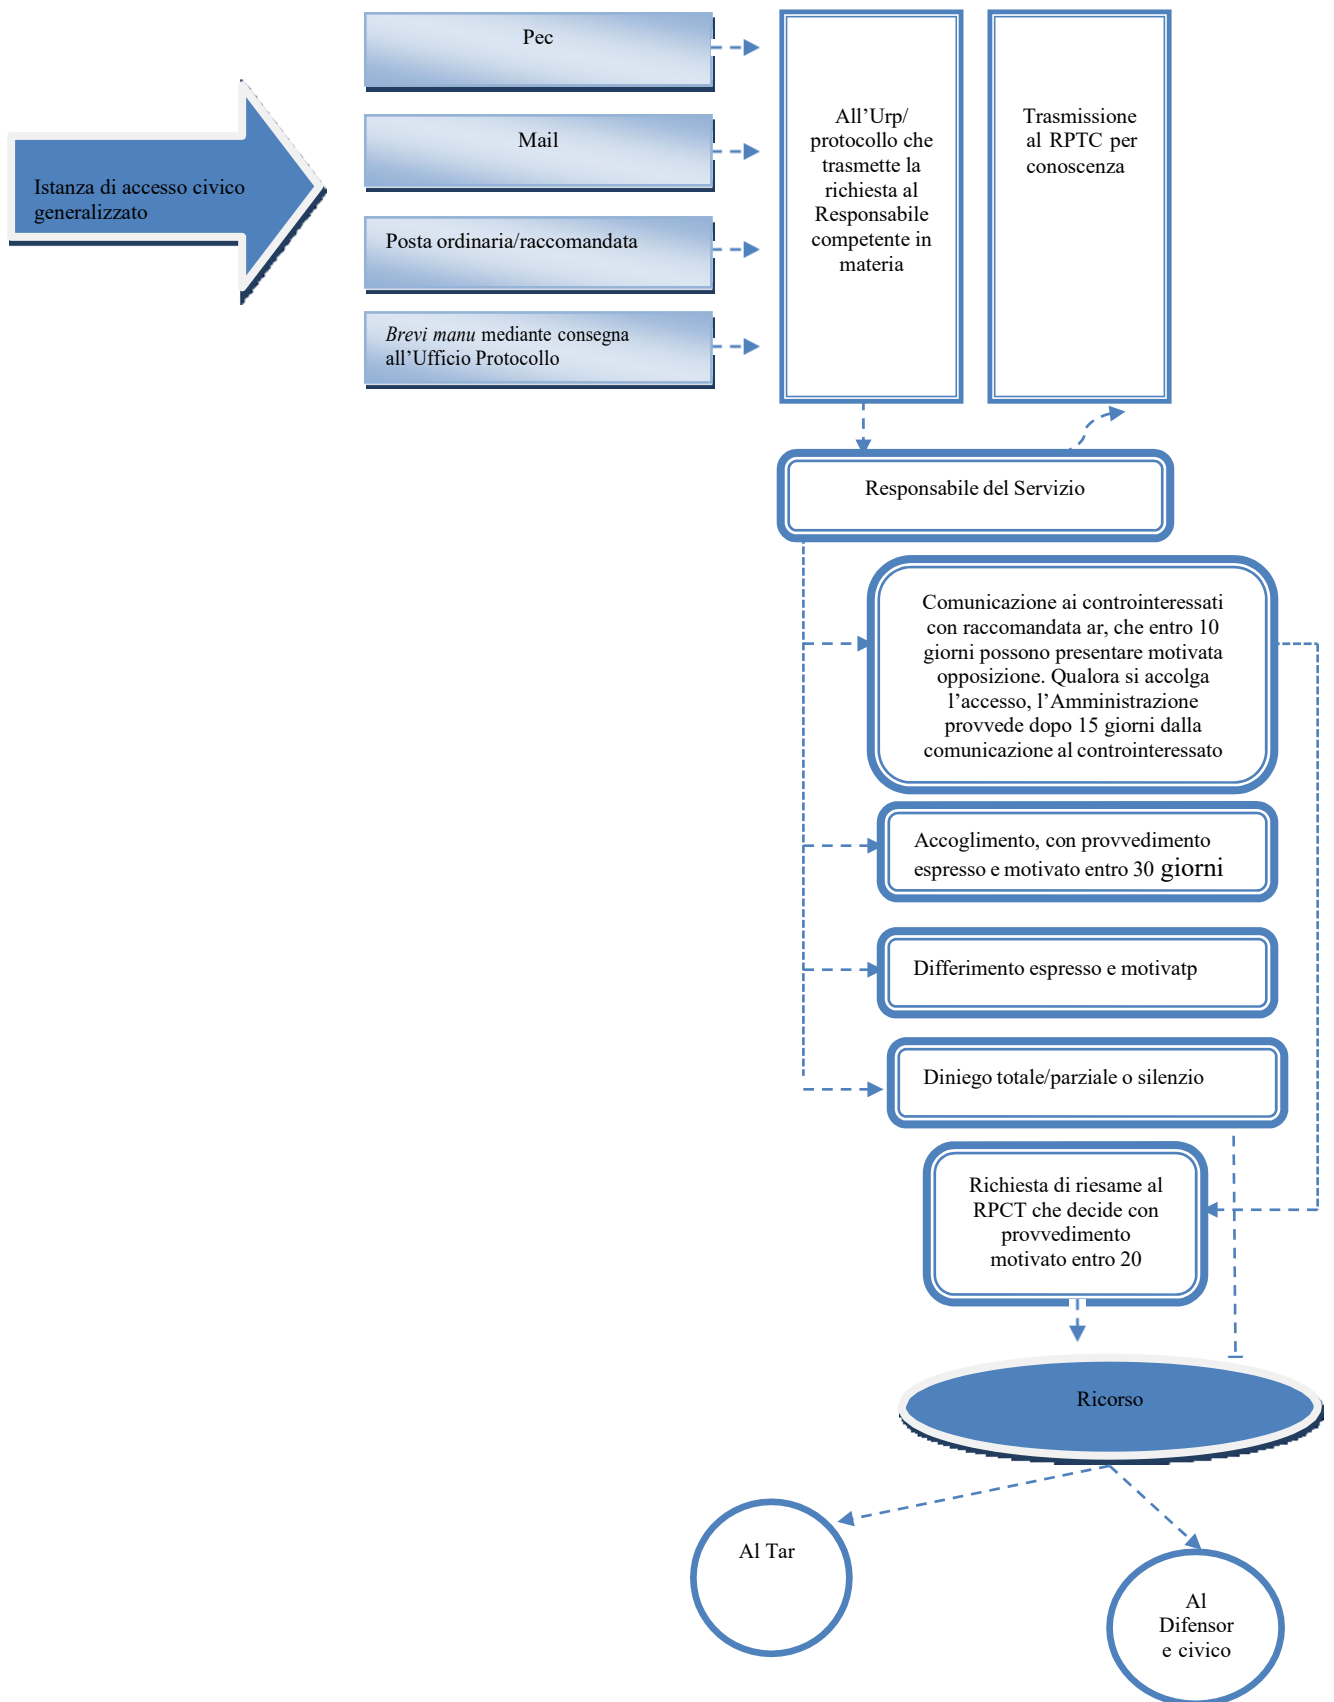 Istanza di accesso civico
generalizzato
Pec
Mail
Posta ordinaria/raccomandata
Brevi manu mediante consegna
all’Ufficio Protocollo
All’Urp/
protocollo che
trasmette la
richiesta al
Responsabile
competente in
materia
Trasmissione
al RPTC per
conoscenza
Responsabile del Servizio
Comunicazione ai controinteressati
con raccomandata ar, che entro 10
giorni possono presentare motivata
opposizione. Qualora si accolga
l’accesso, l’Amministrazione
provvede dopo 15 giorni dalla
comunicazione al controinteressato
Accoglimento, con provvedimento
espresso e motivato entro 30 giorni
Differimento espresso e motivatp
Diniego totale/parziale o silenzio
Richiesta di riesame al
RPCT che decide con
provvedimento
motivato entro 20
Ricorso
Al Tar
Al
Difensor
e civico